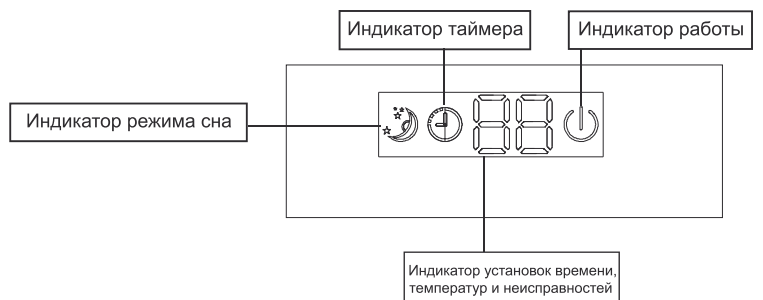 Индикатор таймера
Индикатор работы
Индикатор режима сна
Индикатор установок времени,
температур и неисправностей